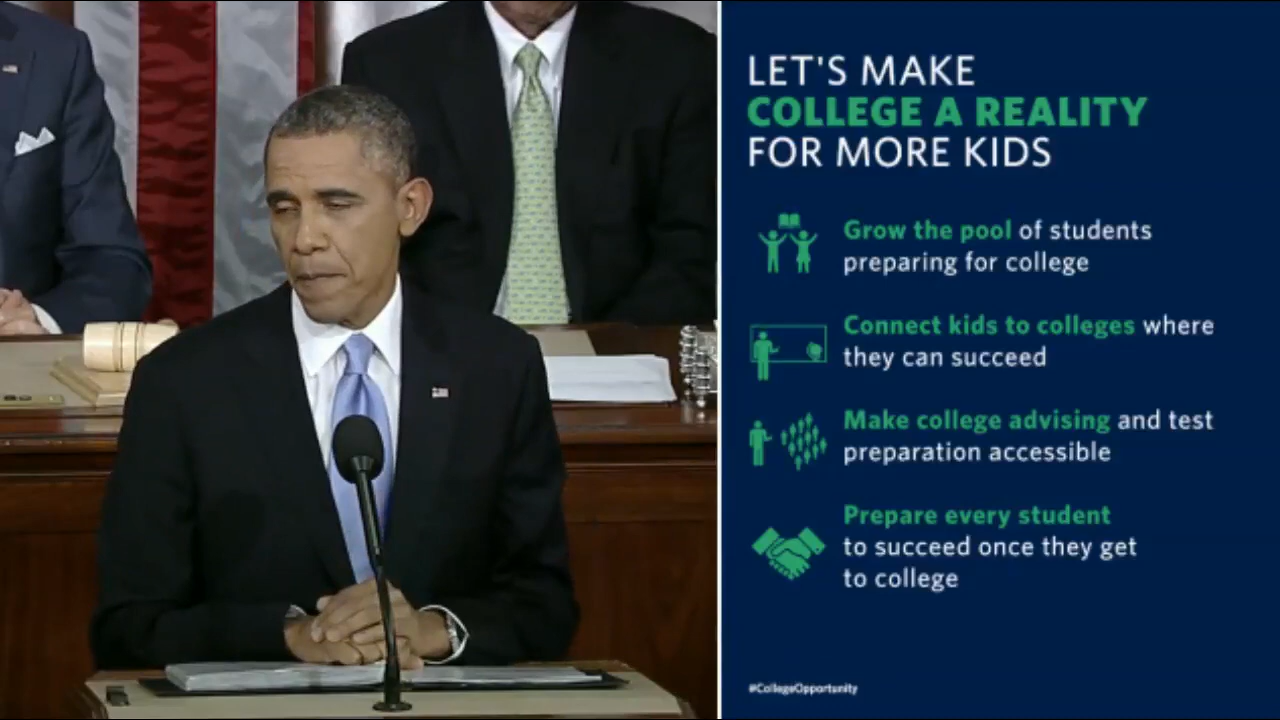 LET'S MAKE
COLLEGE A REALITY
FOR MORE KIDS
Grow the pool of students
preparing for college
Connect kids to colleges where
they can succeed
Make college advising and test
preparation accessible
Prepare every student
to succeed once they get
to college
#CollegeOpportunity